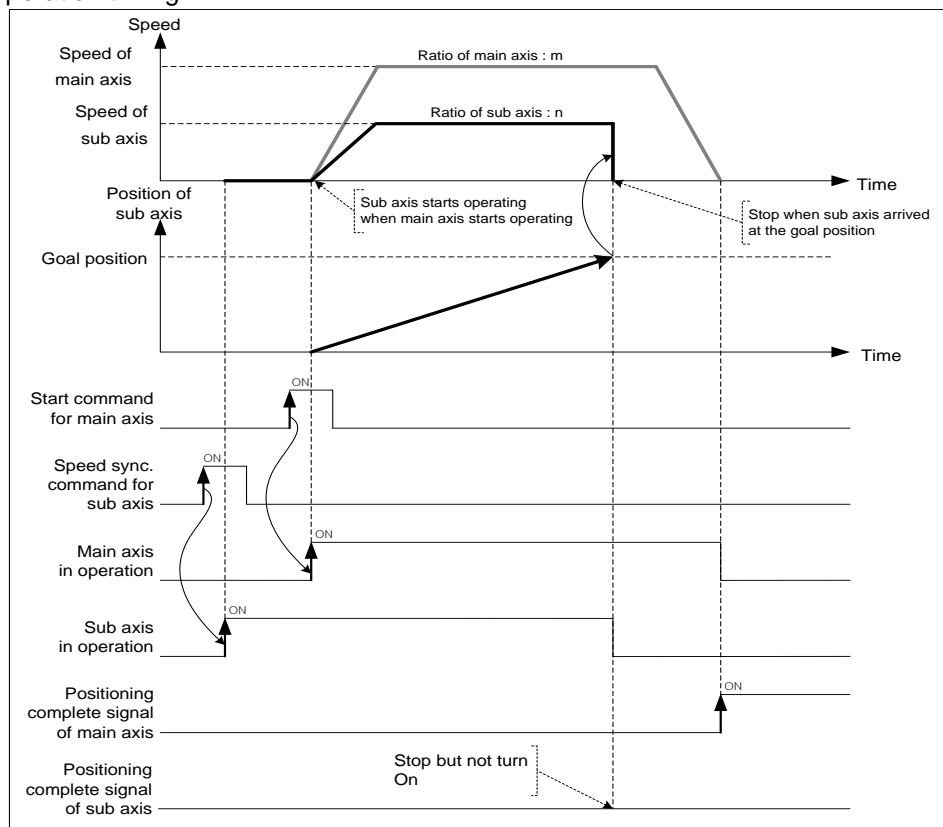 Speed
Speed of
main axis
Ratio of main axis : m
Speed of
sub axis
Ratio of sub axis : n
Time
Position of
sub axis
Sub axis starts operating
when main axis starts operating
Stop when sub axis arrived
at the goal position
Goal position
Time
ON
Start command
for main axis
ON
Speed sync.
command for
sub axis
ON
Main axis
in operation
ON
Sub axis
in operation
ON
Positioning
complete signal
of main axis
Stop but not turn
On
Positioning
complete signal
of sub axis